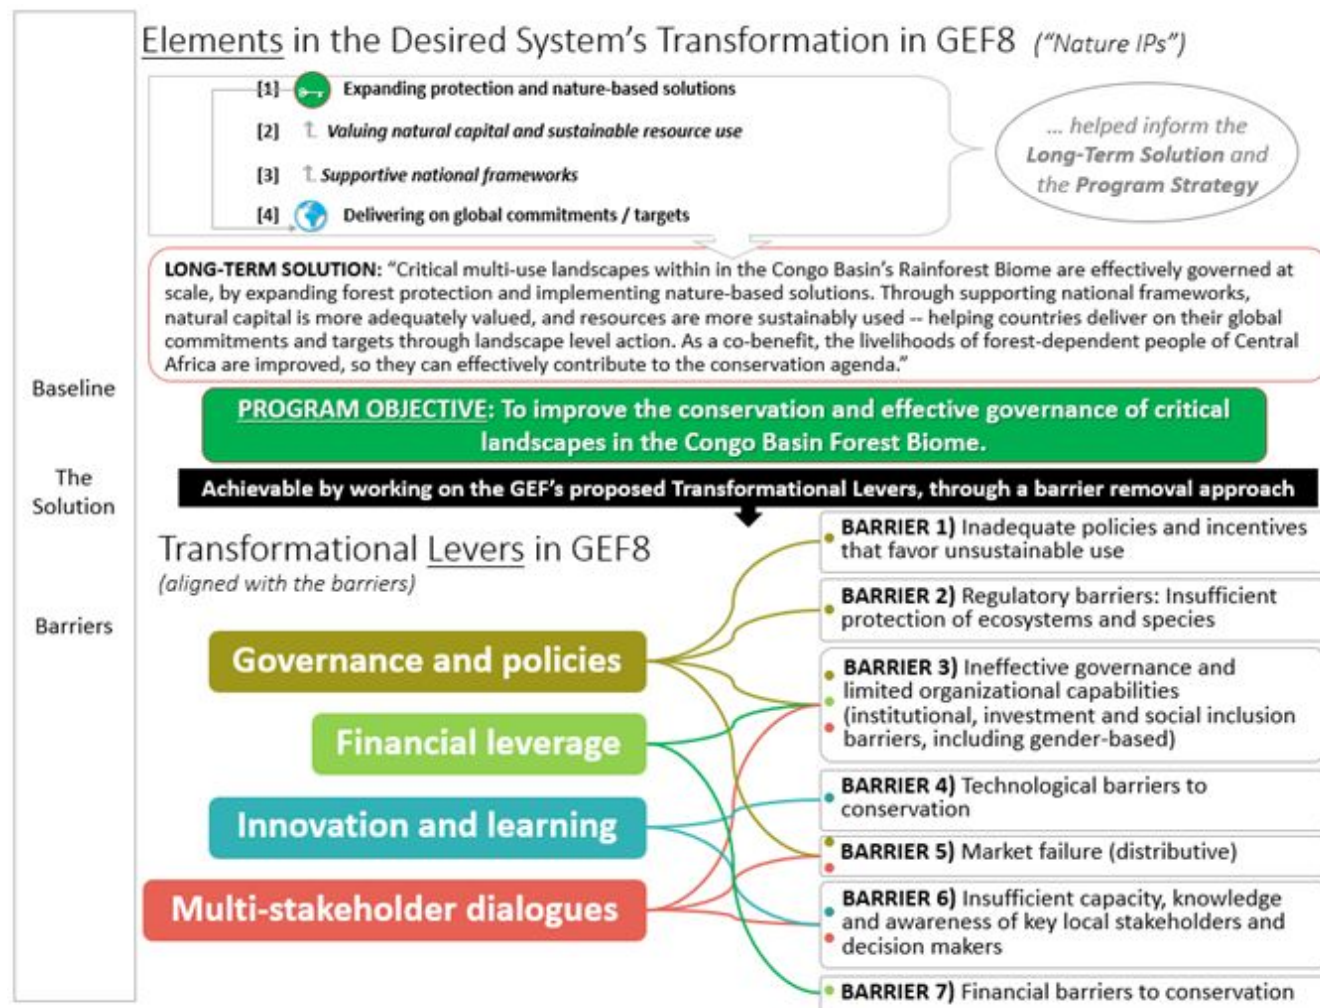 Elements in the Desired System's Transformation in GEF8 ("Nature IPs")
[1] Expanding protection and nature-based solutions
[2] Valuing natural capital and sustainable resource use
[3] Supportive national frameworks
[4] Delivering on global commitments / targets
... helped inform the
Long-Term Solution and
the Program Strategy
LONG-TERM SOLUTION: "Critical multi-use landscapes within in the Congo Basin's Rainforest Biome are effectively governed at
scale, by expanding forest protection and implementing nature-based solutions. Through supporting national frameworks,
natural capital is more adequately valued, and resources are more sustainably used -- helping countries deliver on their global
commitments and targets through landscape level action. As a co-benefit, the livelihoods of forest-dependent people of Central
Africa are improved, so they can effectively contribute to the conservation agenda."
Baseline
PROGRAM OBJECTIVE: To improve the conservation and effective governance of critical
landscapes in the Congo Basin Forest Biome.
The
Solution
Achievable by working on the GEF's proposed Transformational Levers, through a barrier removal approach
Transformational Levers in GEF8
(aligned with the barriers)
Barriers
Governance and policies
Financial leverage
Innovation and learning
Multi-stakeholder dialogues
BARRIER 1) Inadequate policies and incentives
that favor unsustainable use
BARRIER 2) Regulatory barriers: Insufficient
protection of ecosystems and species
BARRIER 3) Ineffective governance and
limited organizational capabilities
(institutional, investment and social inclusion
barriers, including gender-based)
BARRIER 4) Technological barriers to
conservation
BARRIER 5) Market failure (distributive)
BARRIER 6) Insufficient capacity, knowledge
and awareness of key local stakeholders and
decision makers
BARRIER 7) Financial barriers to conservation